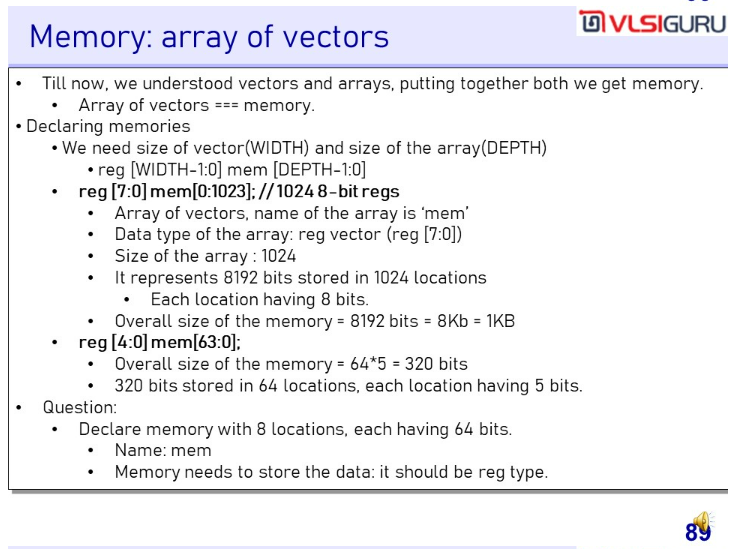 VLSIGURU
Memory: array of vectors
• Till now, we understood vectors and arrays, putting together both we get memory.
• Array of vectors === memory.
• Declaring memories
• We need size of vector(WIDTH) and size of the array(DEPTH)
• reg [WIDTH-1:0] mem [DEPTH-1:0]
• reg [7:0] mem[0:1023]; // 1024 8-bit regs
• Array of vectors, name of the array is ‘mem’
• Data type of the array: reg vector (reg [7:0])
• Size of the array : 1024
• It represents 8192 bits stored in 1024 locations
• Each location having 8 bits.
• Overall size of the memory = 8192 bits = 8Kb = 1KB
• reg [4:0] mem[63:0];
• Overall size of the memory = 64*5 = 320 bits
• 320 bits stored in 64 locations, each location having 5 bits.
• Question:
• Declare memory with 8 locations, each having 64 bits.
• Name: mem
• Memory needs to store the data: it should be reg type.
89